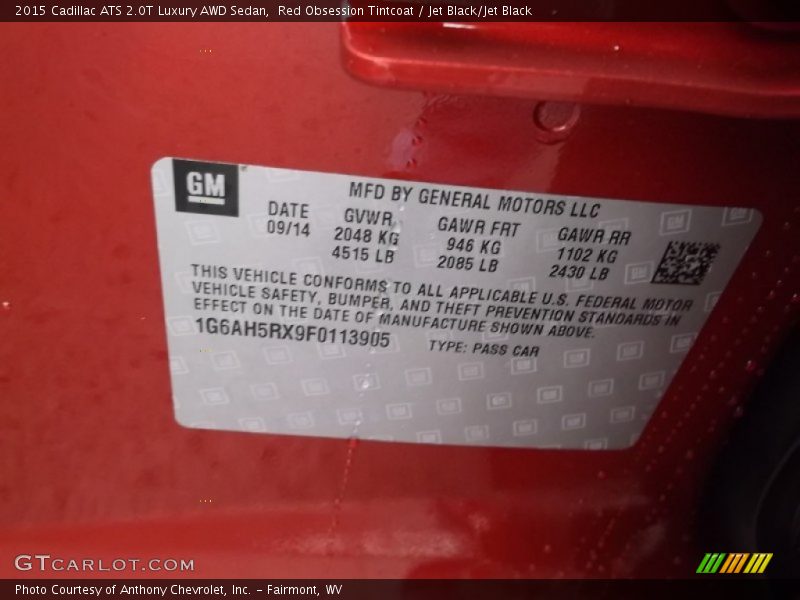 2015 Cadillac ATS 2.0T Luxury AWD Sedan,  Red Obsession Tintcoat / Jet Black/Jet Black
GM
MFD BY GENERAL MOTORS LLC
DATE GVWR GAWR FRT GAWR RR
09/14 2048 KG 946 KG 1102 KG
4515 LB 2085 LB 2430 LB
THIS VEHICLE CONFORMS TO ALL APPLICABLE U.S. FEDERAL MOTOR
VEHICLE SAFETY, BUMPER, AND THEFT PREVENTION STANDARDS IN
EFFECT ON THE DATE OF MANUFACTURE SHOWN ABOVE.
1G6AH5RX9F0113905 TYPE: PASS CAR
GTCARLOT.COM
Photo Courtesy of Anthony Chevrolet, Inc. – Fairmont, WV